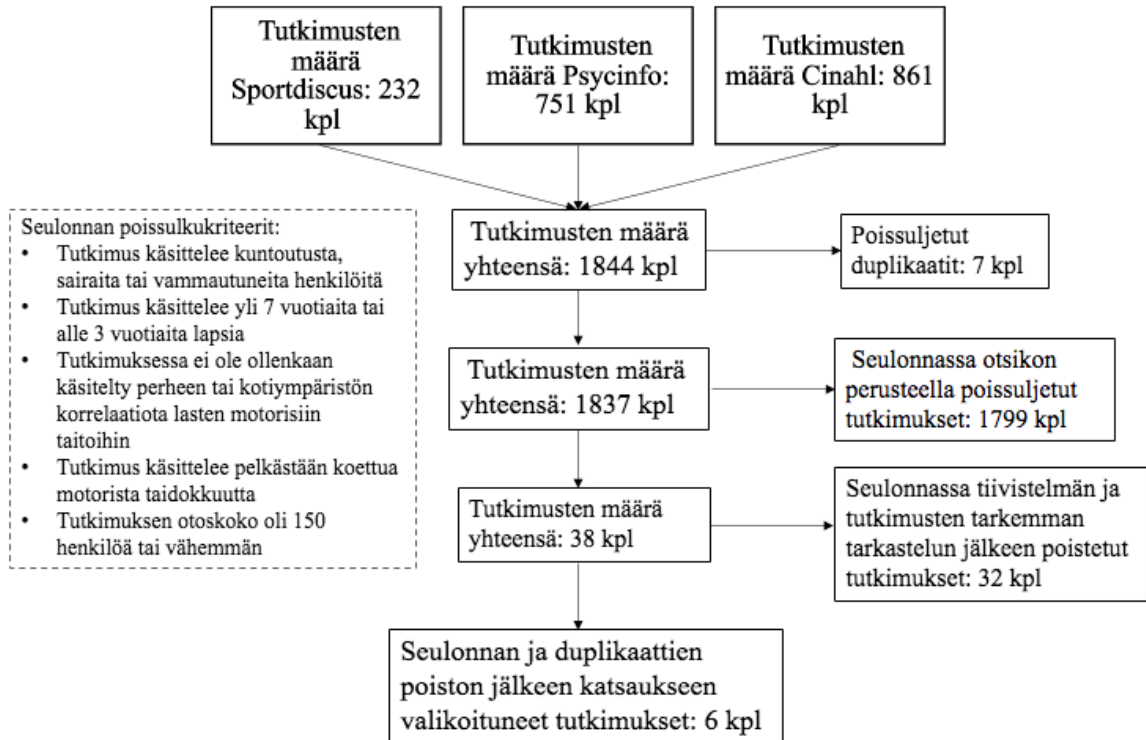 Tutkimusten
määrä
Sportdiscus: 232
kpl
Tutkimusten
määrä Psycinfo:
751 kpl
Tutkimusten
määrä Cinahl: 861
kpl
Tutkimusten määrä
yhteensä: 1844 kpl
Poissuljetut
duplikaatit: 7 kpl
Seulonnan poissulkukriteerit:
• Tutkimus käsittelee kuntoutusta,
sairaita tai vammautuneita henkilöitä
• Tutkimus käsittelee yli 7 vuotiaita tai
alle 3 vuotiaita lapsia
• Tutkimuksessa ei ole ollenkaan
käsitelty perheen tai kotiympäristön
korrelaatiota lasten motorisiin
taitoihin
• Tutkimus käsittelee pelkästään koettua
motorista taidokkuutta
• Tutkimuksen otoskoko oli 150
henkilöä tai vähemmän
Tutkimusten määrä
yhteensä: 1837 kpl
Seulonnassa otsikon
perusteella poissuljetut
tutkimukset: 1799 kpl
Tutkimusten määrä
yhteensä: 38 kpl
Seulonnassa tiivistelmän ja
tutkimusten tarkemman
tarkastelun jälkeen poistetut
tutkimukset: 32 kpl
Seulonnan ja duplikaattien
poiston jälkeen katsaukseen
valikoituneet tutkimukset: 6 kpl